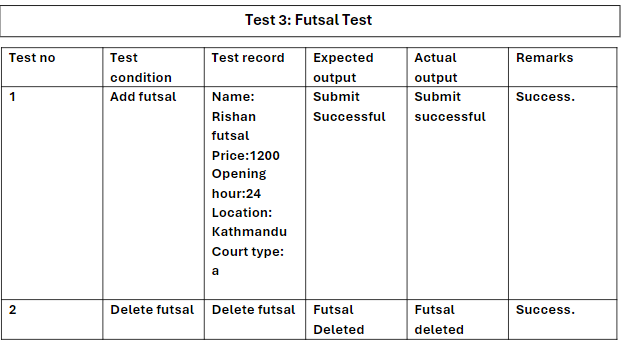 Test 3: Futsal Test
Test no
Test
condition
Test record
Expected
output
Actual
output
Remarks
1
Add futsal
Name:
Rishan
futsal
Price:1200
Opening
hour:24
Location:
Kathmandu
Court type:
a
Submit
Successful
Submit
successful
Success.
2
Delete futsal
Delete futsal
Futsal
Deleted
Futsal
deleted
Success.